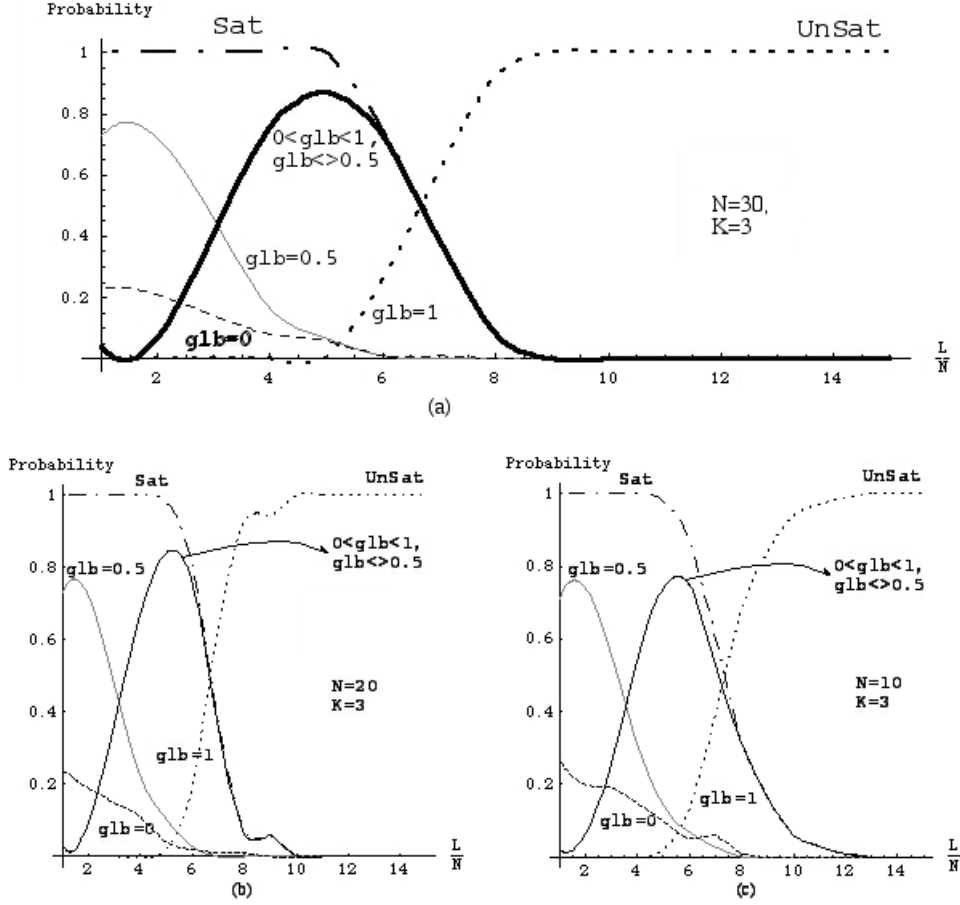 Probability
Sat
UnSat
1
0.8
0<glb<1,
glb<>0.5
0.6
N=30,
K=3
0.4
glb=0.5
glb=1
0.2
glb=0
2 4 6 8 10 12 14
L
N
(a)
Probability
Sat
UnSat
1
0<glb<1,
glb<>0.5
0.8
glb=0.5
0.6
N=20
K=3
0.4
glb=1
0.2
glb=0
2 4 6 8 10 12 14
L
N
(b)
Probability
Sat
UnSat
1
0<glb<1,
glb<>0.5
0.8
glb=0.5
0.6
N=10
K=3
0.4
glb=1
0.2
glb=0
2 4 6 8 10 12 14
L
N
(c)